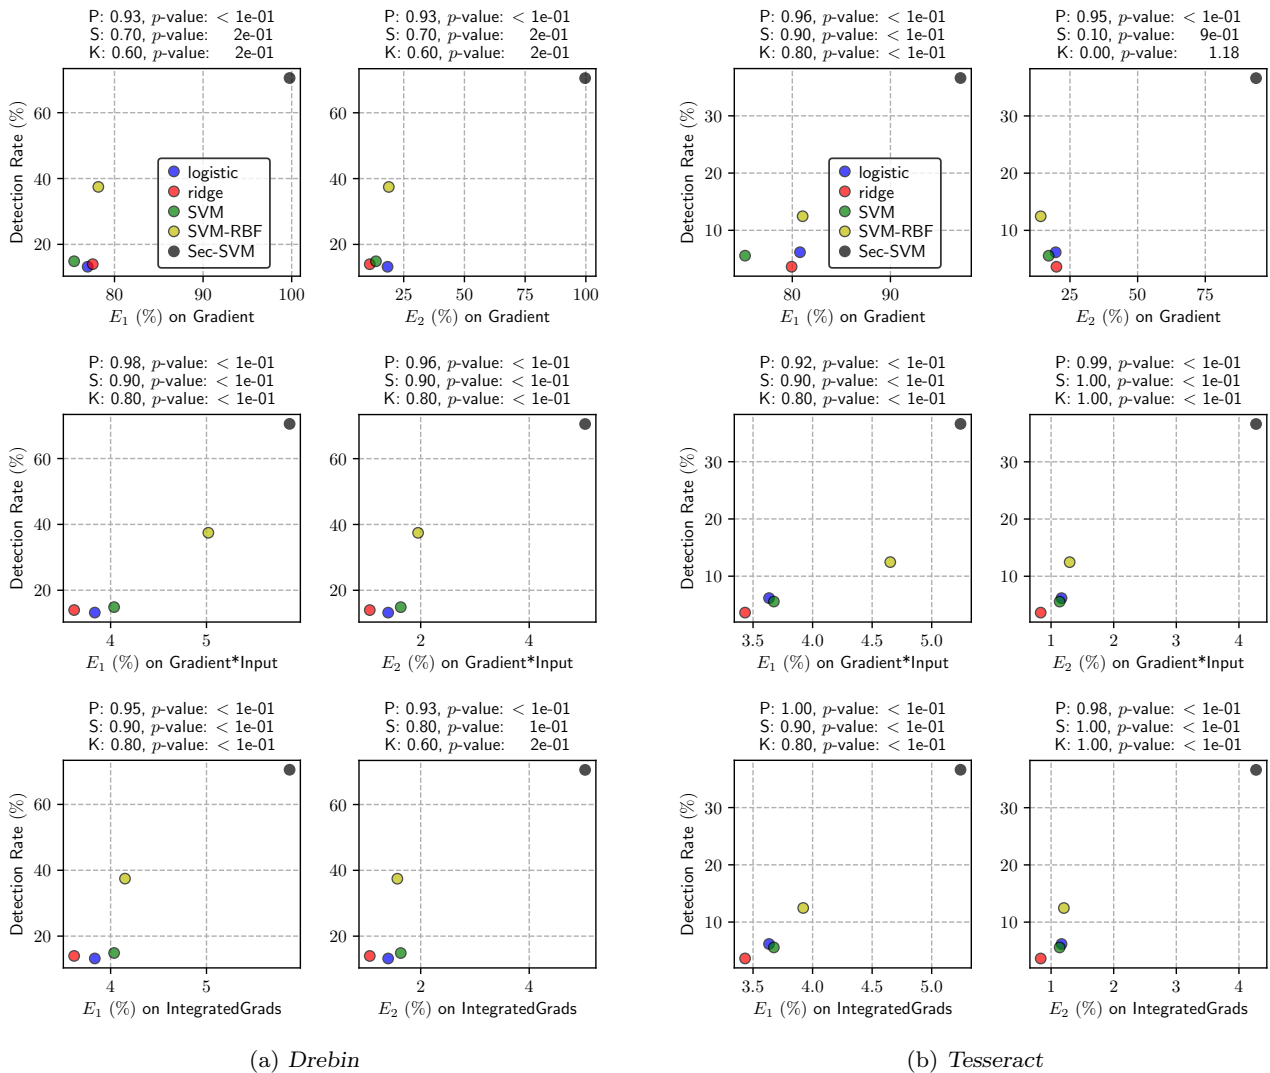 P: 0.93, p-value: < 1e-01
S: 0.70, p-value: 2e-01
K: 0.60, p-value: 2e-01
Detection Rate (%)
60
40
20
logistic
ridge
SVM
SVM-RBF
Sec-SVM
80 90 100
E₁ (%) on Gradient
P: 0.93, p-value: < 1e-01
S: 0.70, p-value: 2e-01
K: 0.60, p-value: 2e-01
60
40
20
25 50 75 100
E₂ (%) on Gradient
P: 0.96, p-value: < 1e-01
S: 0.90, p-value: < 1e-01
K: 0.80, p-value: < 1e-01
Detection Rate (%)
30
20
10
logistic
ridge
SVM
SVM-RBF
Sec-SVM
80 90
E₁ (%) on Gradient
P: 0.95, p-value: < 1e-01
S: 0.10, p-value: 9e-01
K: 0.00, p-value: 1.18
30
20
10
25 50 75
E₂ (%) on Gradient
P: 0.98, p-value: < 1e-01
S: 0.90, p-value: < 1e-01
K: 0.80, p-value: < 1e-01
Detection Rate (%)
60
40
20
4 5
E₁ (%) on Gradient*Input
P: 0.96, p-value: < 1e-01
S: 0.90, p-value: < 1e-01
K: 0.80, p-value: < 1e-01
60
40
20
2 4
E₂ (%) on Gradient*Input
P: 0.92, p-value: < 1e-01
S: 0.90, p-value: < 1e-01
K: 0.80, p-value: < 1e-01
Detection Rate (%)
30
20
10
3.5 4.0 4.5 5.0
E₁ (%) on Gradient*Input
P: 0.99, p-value: < 1e-01
S: 1.00, p-value: < 1e-01
K: 1.00, p-value: < 1e-01
30
20
10
1 2 3 4
E₂ (%) on Gradient*Input
P: 0.95, p-value: < 1e-01
S: 0.90, p-value: < 1e-01
K: 0.80, p-value: < 1e-01
Detection Rate (%)
60
40
20
4 5
E₁ (%) on IntegratedGrads
P: 0.93, p-value: < 1e-01
S: 0.80, p-value: 1e-01
K: 0.60, p-value: 2e-01
60
40
20
2 4
E₂ (%) on IntegratedGrads
P: 1.00, p-value: < 1e-01
S: 0.90, p-value: < 1e-01
K: 0.80, p-value: < 1e-01
Detection Rate (%)
30
20
10
3.5 4.0 4.5 5.0
E₁ (%) on IntegratedGrads
P: 0.98, p-value: < 1e-01
S: 1.00, p-value: < 1e-01
K: 1.00, p-value: < 1e-01
30
20
10
1 2 3 4
E₂ (%) on IntegratedGrads
(a) Drebin
(b) Tesseract